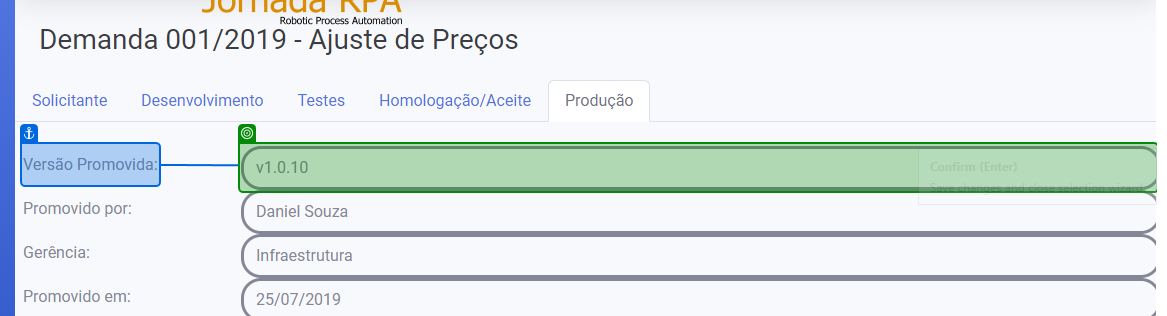 Jornada RPA
Robotic Process Automation
Demanda 001/2019 - Ajuste de Preços
Solicitante Desenvolvimento Testes Homologação/Aceite Produção
Versão Promovida: v1.0.10
Confirm (Enter)
Save changes and close selection wizard
Promovido por: Daniel Souza
Gerência: Infraestrutura
Promovido em: 25/07/2019